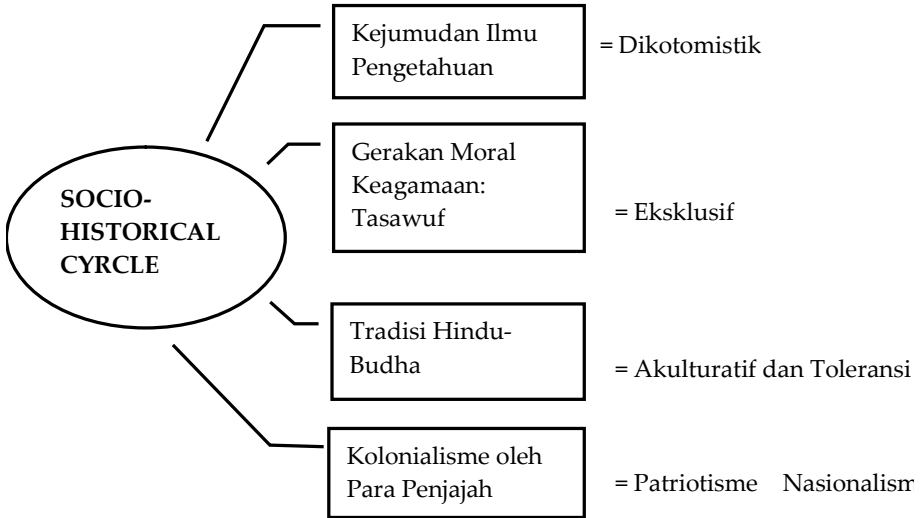 Kejumudan Ilmu
Pengetahuan
= Dikotomistik
Gerakan Moral
Keagamaan:
Tasawuf
= Eksklusif
SOCIO-
HISTORICAL
CYRCLE
Tradisi Hindu-
Budha
= Akulturatif dan Toleransi
Kolonialisme oleh
Para Penjajah
= Patriotisme Nasionalism